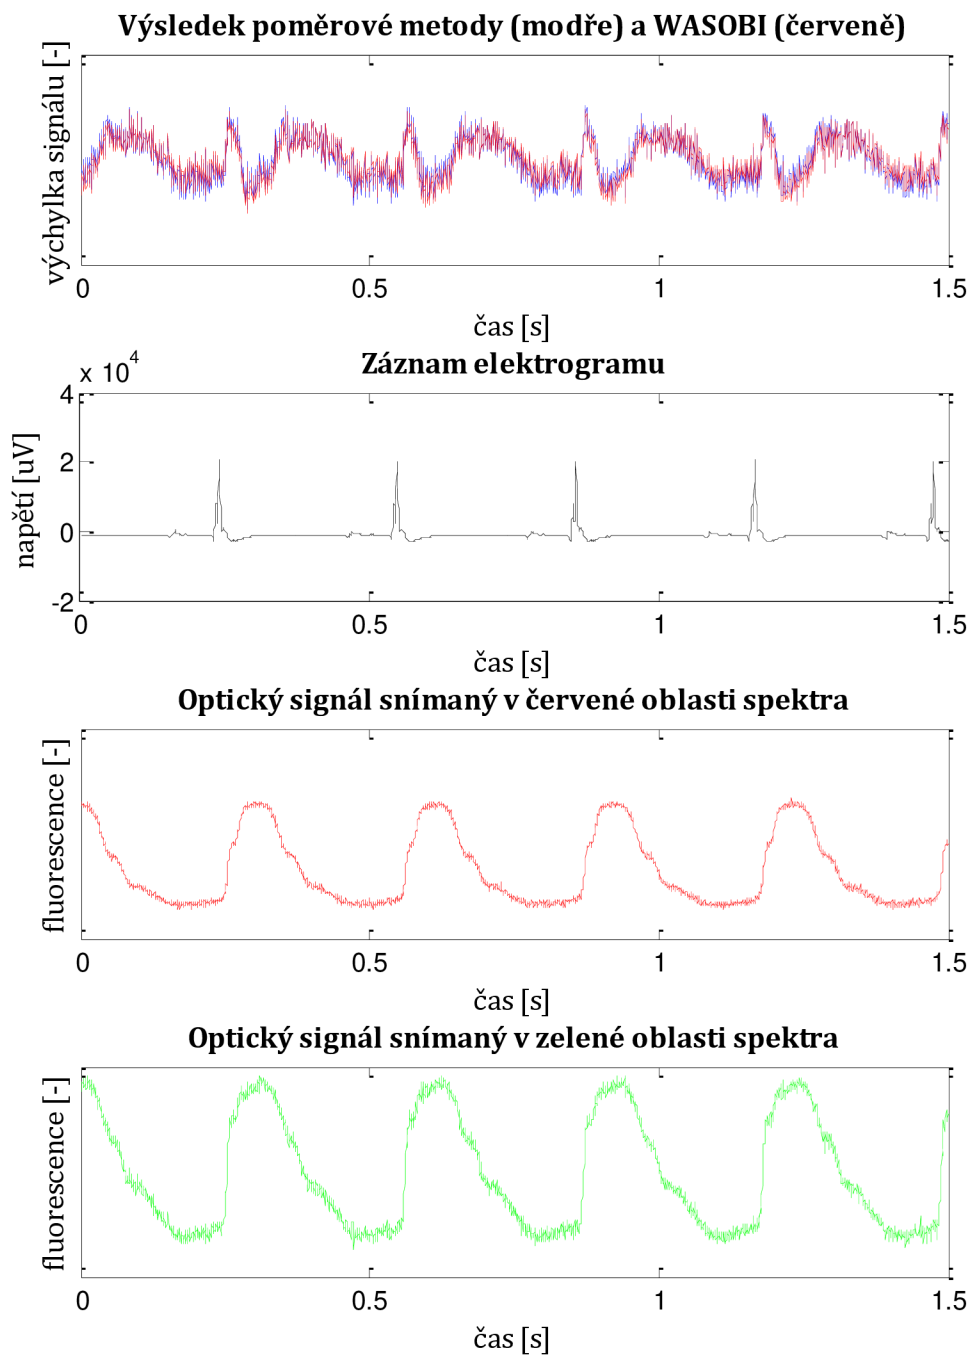 Výsledek poměrové metody (modře) a WASOBI (červeně)
výchylka signálu [-]
0 0.5 1 1.5
čas [s]
Záznam elektrogramu
x 10^4
napětí [uV]
4
2
0
-2
0 0.5 1 1.5
čas [s]
Optický signál snímaný v červené oblasti spektra
fluorescence [-]
0 0.5 1 1.5
čas [s]
Optický signál snímaný v zelené oblasti spektra
fluorescence [-]
0 0.5 1 1.5
čas [s]